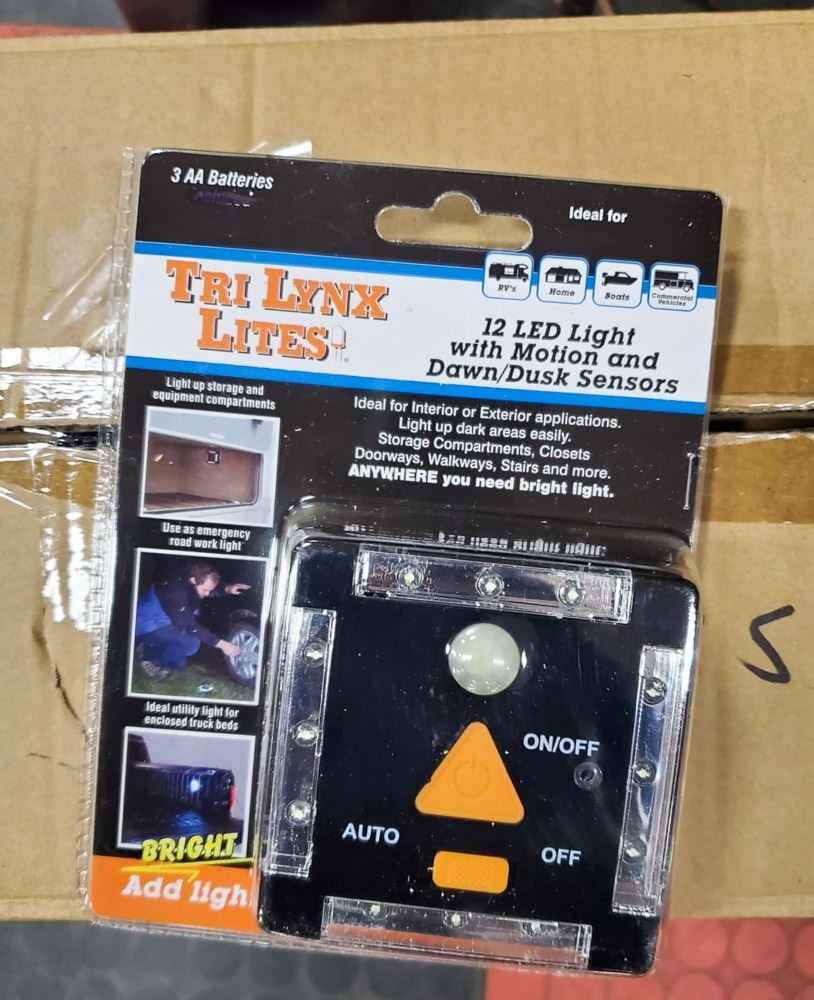 3 AA Batteries
Ideal for
RV's
Home
Boats
Commercial
Vehicles
TRI LYNX
LITES
12 LED Light
with Motion and
Dawn/Dusk Sensors
Light up storage and
equipment compartments
Ideal for Interior or Exterior applications.
Light up dark areas easily.
Storage Compartments, Closets
Doorways, Walkways, Stairs and more.
ANYWHERE you need bright light.
Use as emergency
road work light
Ideal utility light for
enclosed truck beds
BRIGHT
Add ligh
ON/OFF
AUTO
OFF
5